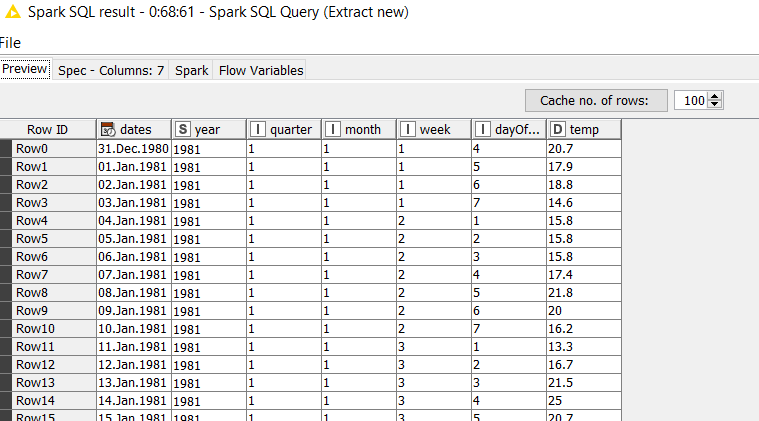 Spark SQL result - 0:68:61 - Spark SQL Query (Extract new)
File
Preview Spec - Columns: 7 Spark Flow Variables
Cache no. of rows: 100
Row ID dates S year I quarter I month I week I dayOf... D temp
Row0 31.Dec.1980 1981 1 1 1 4 20.7
Row1 01.Jan.1981 1981 1 1 1 5 17.9
Row2 02.Jan.1981 1981 1 1 1 6 18.8
Row3 03.Jan.1981 1981 1 1 1 7 14.6
Row4 04.Jan.1981 1981 1 1 2 1 15.8
Row5 05.Jan.1981 1981 1 1 2 2 15.8
Row6 06.Jan.1981 1981 1 1 2 3 15.8
Row7 07.Jan.1981 1981 1 1 2 4 17.4
Row8 08.Jan.1981 1981 1 1 2 5 21.8
Row9 09.Jan.1981 1981 1 1 2 6 20
Row10 10.Jan.1981 1981 1 1 2 7 16.2
Row11 11.Jan.1981 1981 1 1 3 1 13.3
Row12 12.Jan.1981 1981 1 1 3 2 16.7
Row13 13.Jan.1981 1981 1 1 3 3 21.5
Row14 14.Jan.1981 1981 1 1 3 4 25
Row15 15.Jan.1981 1981 1 1 3 5 20.7